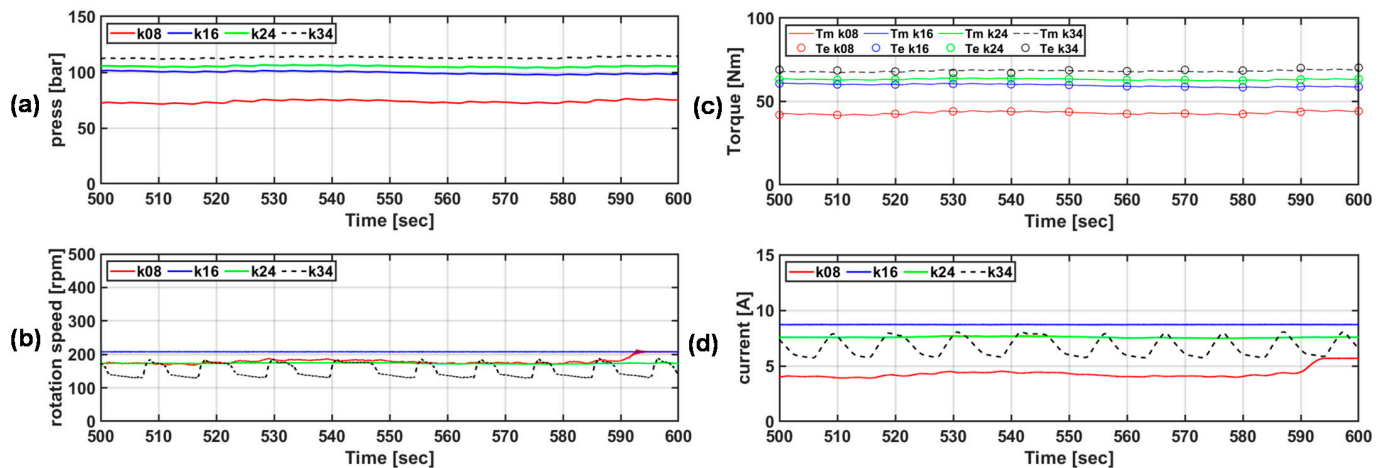 (a)
press [bar]
150
100
50
0
k08 k16 k24 k34
500 510 520 530 540 550 560 570 580 590 600
Time [sec]
(c)
Torque [Nm]
100
50
0
Tm k08 Tm k16 Tm k24 Tm k34
Te k08 Te k16 Te k24 Te k34
500 510 520 530 540 550 560 570 580 590 600
Time [sec]
(b)
rotation speed [rpm]
500
400
300
200
100
0
k08 k16 k24 k34
500 510 520 530 540 550 560 570 580 590 600
Time [sec]
(d)
current [A]
15
10
5
0
k08 k16 k24 k34
500 510 520 530 540 550 560 570 580 590 600
Time [sec]